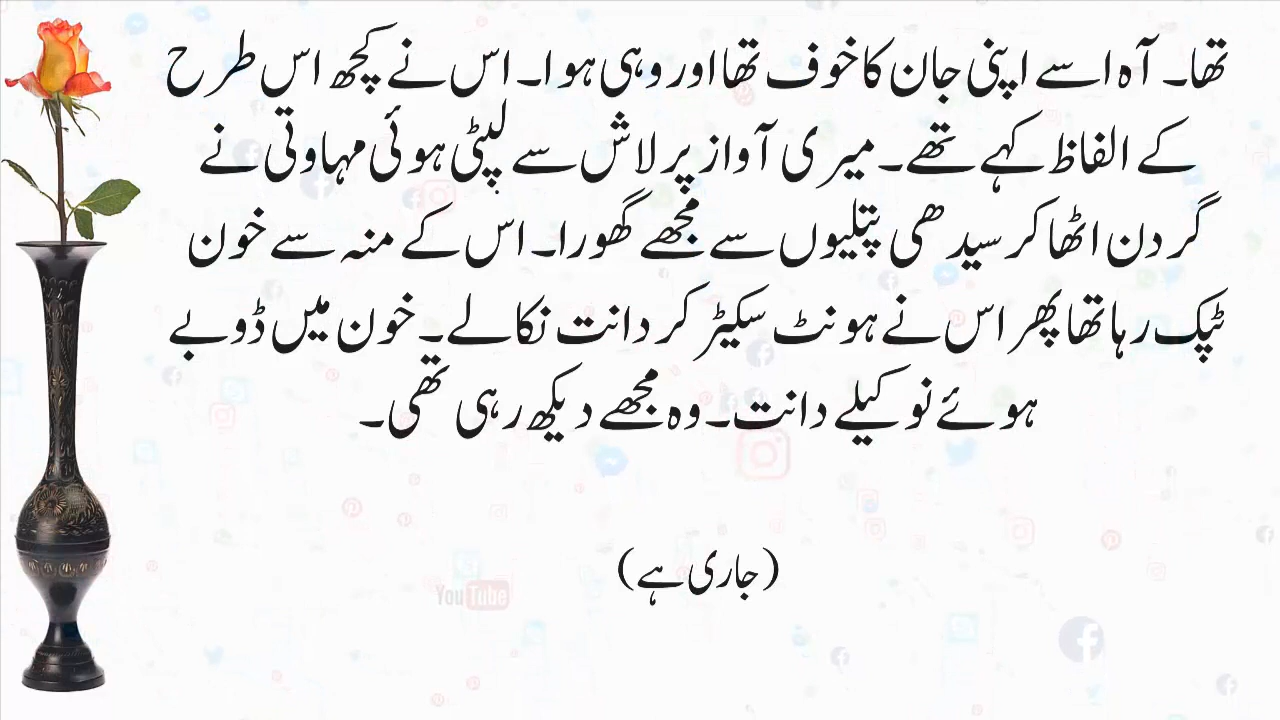 تھا۔ آہ اسے اپنی جان کا خوف تھا اور وہی ہوا۔ اس نے کچھ اس طرح
کے الفاظ کہے تھے۔ میری آواز پر لاش سے لپٹی ہوئی مہاوتی نے
گردن اٹھا کر سیدھی پتلیوں سے مجھے گھورا۔ اس کے منہ سے خون
ٹپک رہا تھا پھر اس نے ہونٹ سکیڑ کر دانت نکالے۔ خون میں ڈوبے
ہوئے نوکیلے دانت۔ وہ مجھے دیکھ رہی تھی۔
(جاری ہے)
YouTube